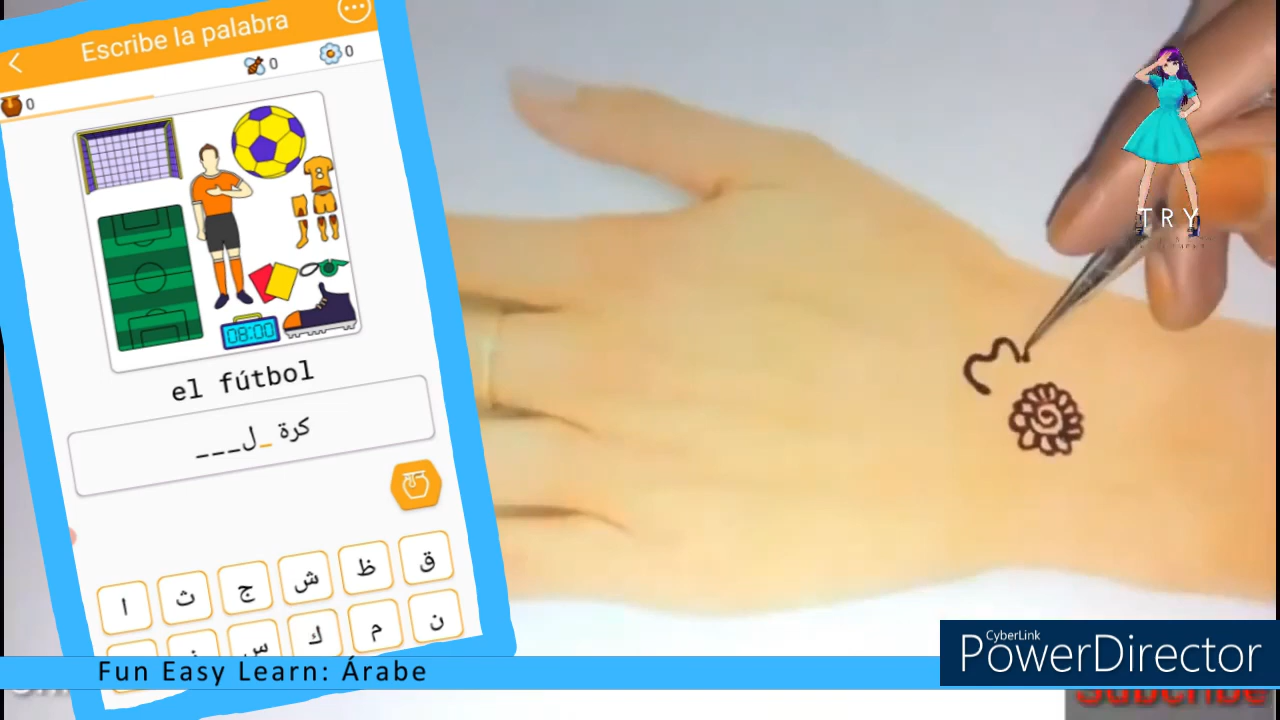 Escribe la palabra
0
0
0
8
08:00
el fútbol
كرة _ل___
ق
ظ
ش
ج
ث
ا
ن
م
ك
س
TRY
Fun Easy Learn: Árabe
CyberLink
PowerDirector